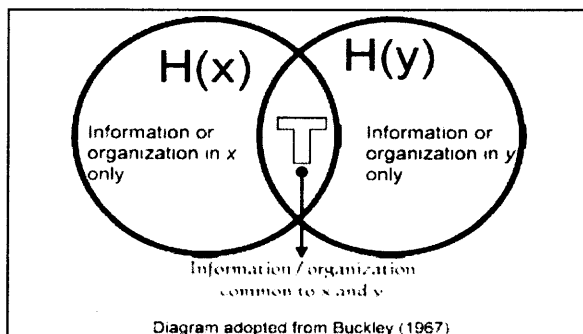 H(x) H(y)
T
Information or
organization in x
only
Information or
organization in y
only
Information / organization
common to x and y
Diagram adopted from Buckley (1967)